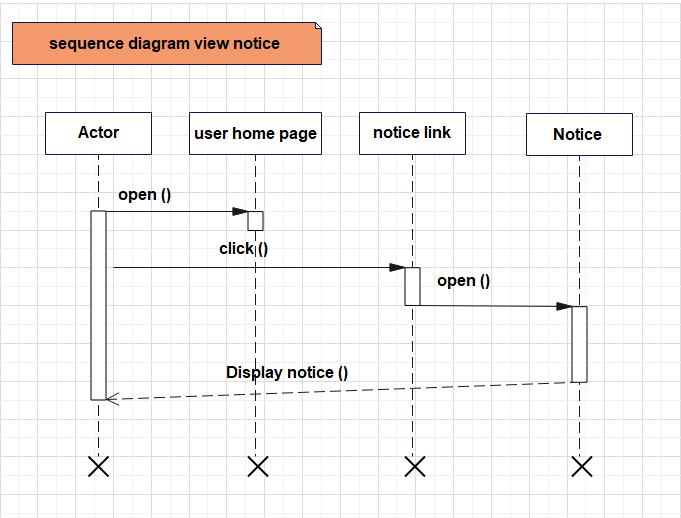 sequence diagram view notice
Actor
user home page
notice link
Notice
open ()
click ()
open ()
Display notice ()